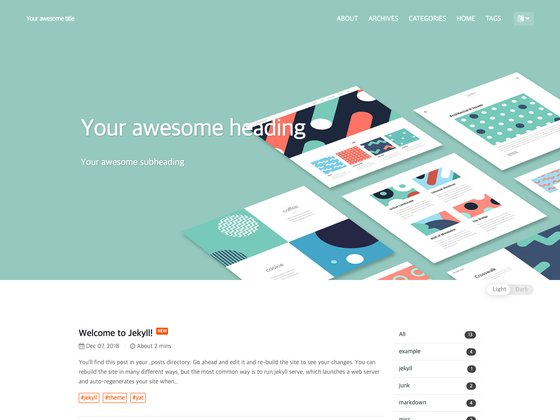 Your awesome title
ABOUT ARCHIVES CATEGORIES HOME TAGS
Your awesome heading
Your awesome subheading
coffee
cookie
Crosswalk
Light Dark
Welcome to Jekyll! NEW
Dec 07, 2018 About 2 mins
You'll find this post in your _posts directory. Go ahead and edit it and re-build the site to see your changes. You can
rebuild the site in many different ways, but the most common way is to run jekyll serve, which launches a web server
and auto-regenerates your site when...
#jekyll #theme #yat
All 13
example 4
jekyll 1
junk 2
markdown 4
misc